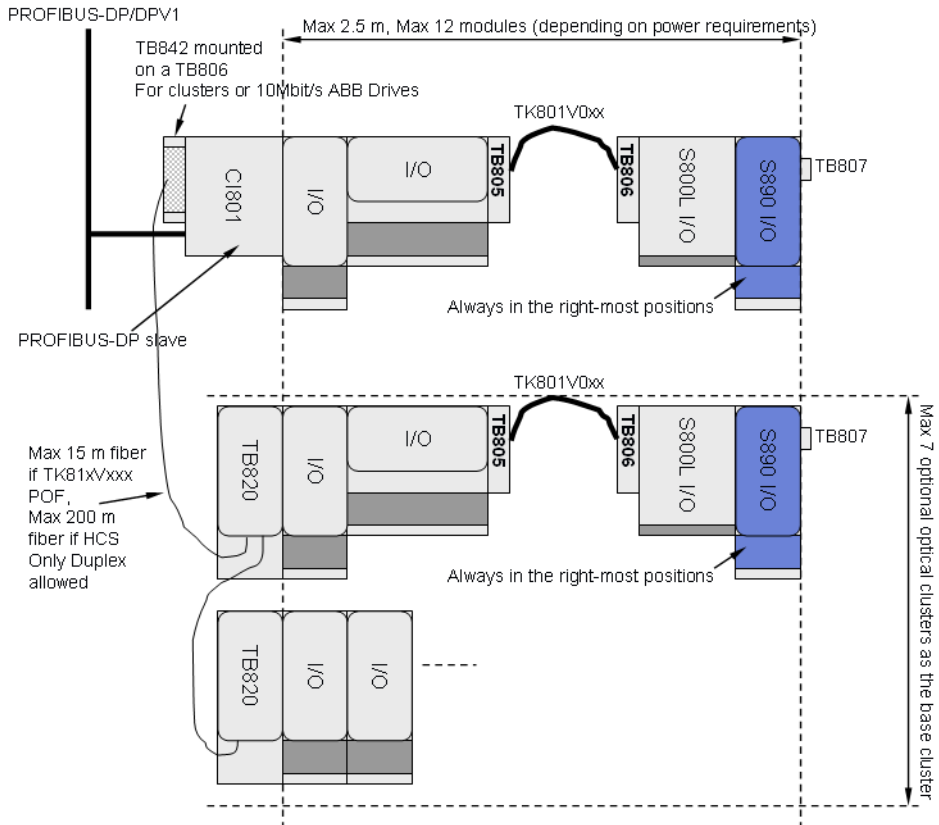 PROFIBUS-DP/DPV1
Max 2.5 m, Max 12 modules (depending on power requirements)
TB842 mounted
on a TB806
For clusters or 10Mbit/s ABB Drives
TK801V0xx
CI801
I/O
I/O
TB805
TB806
S800L I/O
S890 I/O
TB807
Always in the right-most positions
PROFIBUS-DP slave
TK801V0xx
TB820
I/O
I/O
TB805
TB806
S800L I/O
S890 I/O
TB807
Max 15 m fiber
if TK81xVxxx
POF,
Max 200 m
fiber if HCS
Only Duplex
allowed
Always in the right-most positions
Max 7 optional optical clusters as the base cluster
TB820
I/O
I/O